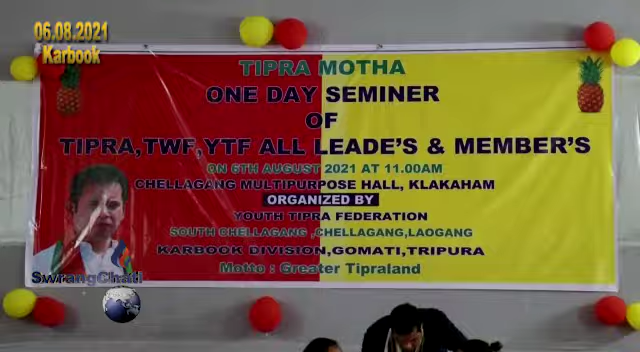 06.08.2021
Karbook
TIPRA MOTHA
ONE DAY SEMINER
OF
TIPRA,TWF,YTF ALL LEADE'S & MEMBER'S
ON 6TH AUGUST 2021 AT 11.00AM
CHELLAGANG MULTIPURPOSE HALL, KLAKAHAM
ORGANIZED BY
YOUTH TIPRA FEDERATION
SOUTH CHELLAGANG ,CHELLAGANG,LAOGANG
KARBOOK DIVISION,GOMATI,TRIPURA
Motto : Greater Tipraland
SwrangChati